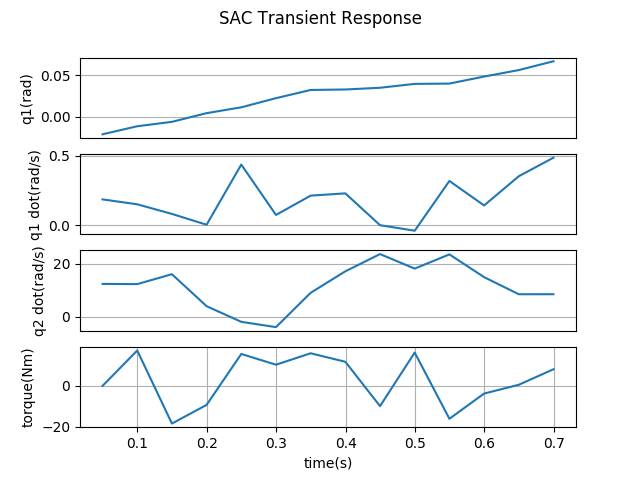 SAC Transient Response
q1(rad)
0.05
0.00
q1 dot(rad/s)
0.5
0.0
q2 dot(rad/s)
20
0
torque(Nm)
0
−20
0.1 0.2 0.3 0.4 0.5 0.6 0.7
time(s)